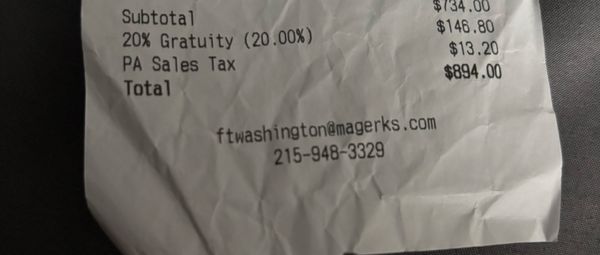 Subtotal $734.00
20% Gratuity (20.00%) $146.80
PA Sales Tax $13.20
Total $894.00
ftwashington@magerks.com
215-948-3329